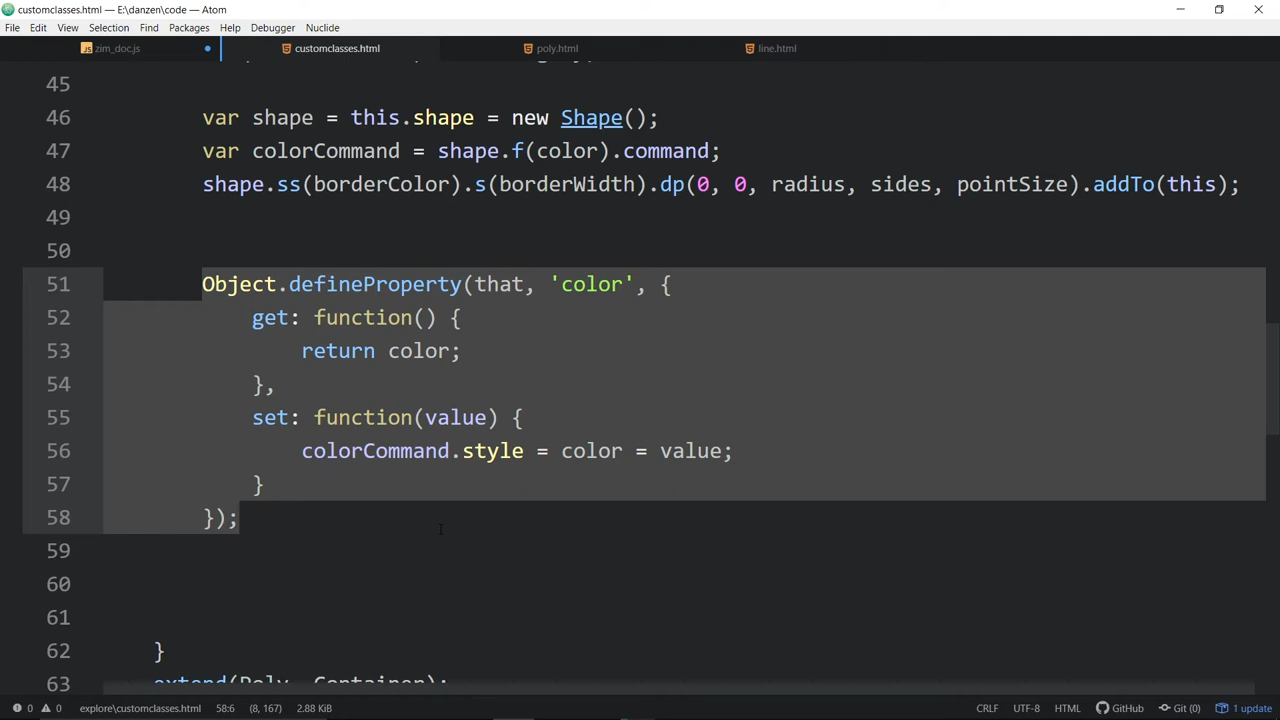 customclasses.html — E:\danzen\code — Atom
File Edit View Selection Find Packages Help Debugger Nuclide
JS zim_doc.js customclasses.html poly.html line.html
45
46 var shape = this.shape = new Shape();
47 var colorCommand = shape.f(color).command;
48 shape.ss(borderColor).s(borderWidth).dp(0, 0, radius, sides, pointSize).addTo(this);
49
50
51 Object.defineProperty(that, 'color', {
52 get: function() {
53 return color;
54 },
55 set: function(value) {
56 colorCommand.style = color = value;
57 }
58 });
59
60
61
62 }
63 extend(Poly, Container);
0 0 explore\customclasses.html 58:6 (8, 167) 2.88 KiB CRLF UTF-8 HTML GitHub Git (0) 1 update